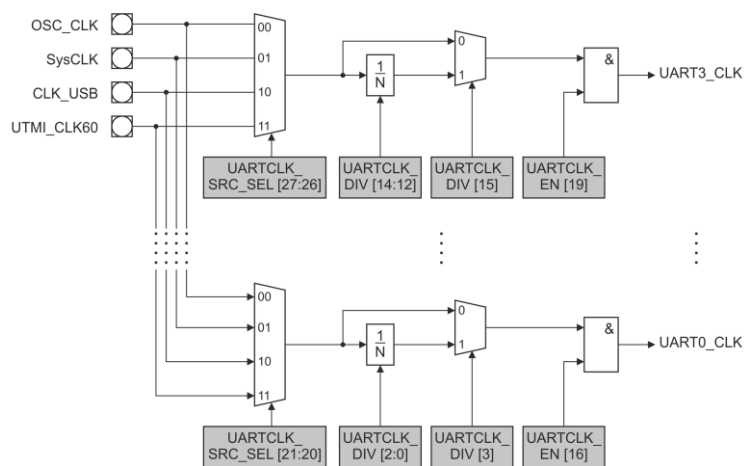 OSC_CLK
SysCLK
CLK_USB
UTMI_CLK60
00
01
10
11
1
N
0
1
&
UART3_CLK
UARTCLK_
SRC_SEL [27:26]
UARTCLK_
DIV [14:12]
UARTCLK_
DIV [15]
UARTCLK_
EN [19]
00
01
10
11
1
N
0
1
&
UART0_CLK
UARTCLK_
SRC_SEL [21:20]
UARTCLK_
DIV [2:0]
UARTCLK_
DIV [3]
UARTCLK_
EN [16]